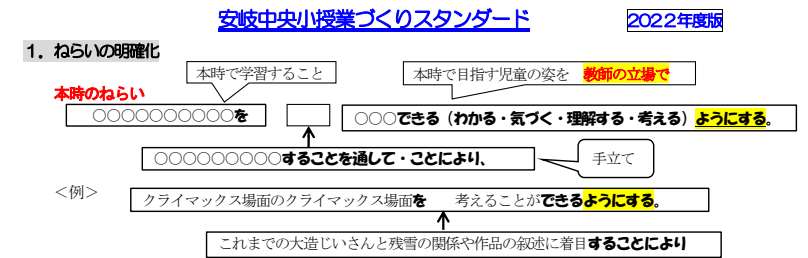 安岐中央小授業づくりスタンダード 2022年度版
1．ねらいの明確化
本時で学習すること 本時で目指す児童の姿を 教師の立場で
本時のねらい
○○○○○○○○○○を ○○○できる（わかる・気づく・理解する・考える）ようにする。
○○○○○○○○○することを通して・ことにより、 手立て
＜例＞ クライマックス場面のクライマックス場面を 考えることができるようにする。
これまでの大造じいさんと残雪の関係や作品の叙述に着目することにより